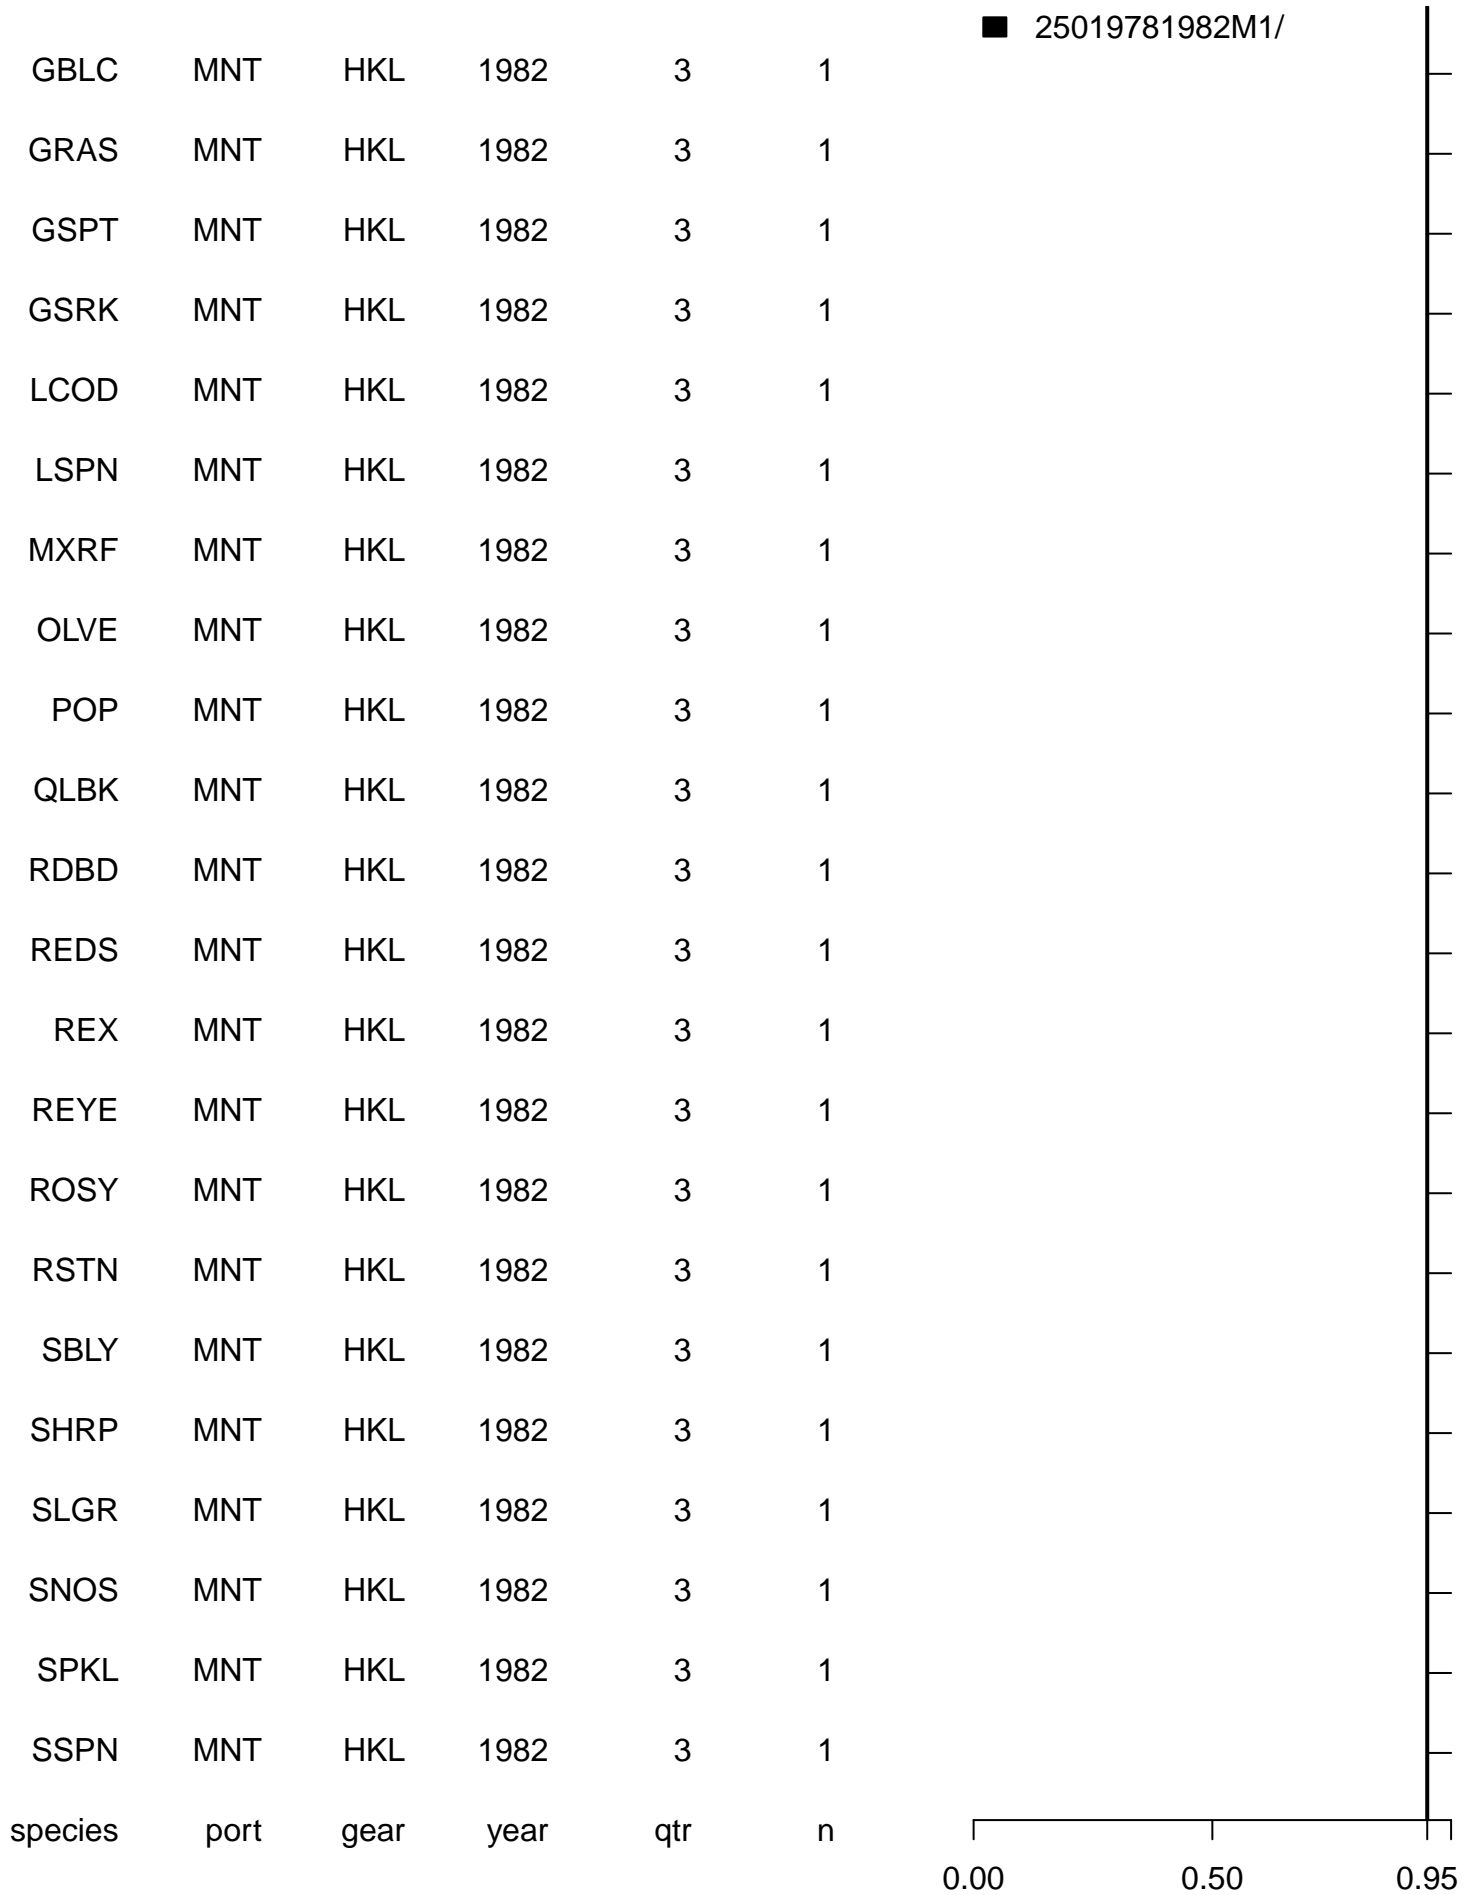 25019781982M1/
GBLC MNT HKL 1982 3 1
GRAS MNT HKL 1982 3 1
GSPT MNT HKL 1982 3 1
GSRK MNT HKL 1982 3 1
LCOD MNT HKL 1982 3 1
LSPN MNT HKL 1982 3 1
MXRF MNT HKL 1982 3 1
OLVE MNT HKL 1982 3 1
POP MNT HKL 1982 3 1
QLBK MNT HKL 1982 3 1
RDBD MNT HKL 1982 3 1
REDS MNT HKL 1982 3 1
REX MNT HKL 1982 3 1
REYE MNT HKL 1982 3 1
ROSY MNT HKL 1982 3 1
RSTN MNT HKL 1982 3 1
SBLY MNT HKL 1982 3 1
SHRP MNT HKL 1982 3 1
SLGR MNT HKL 1982 3 1
SNOS MNT HKL 1982 3 1
SPKL MNT HKL 1982 3 1
SSPN MNT HKL 1982 3 1
species port gear year qtr n
0.00 0.50 0.95